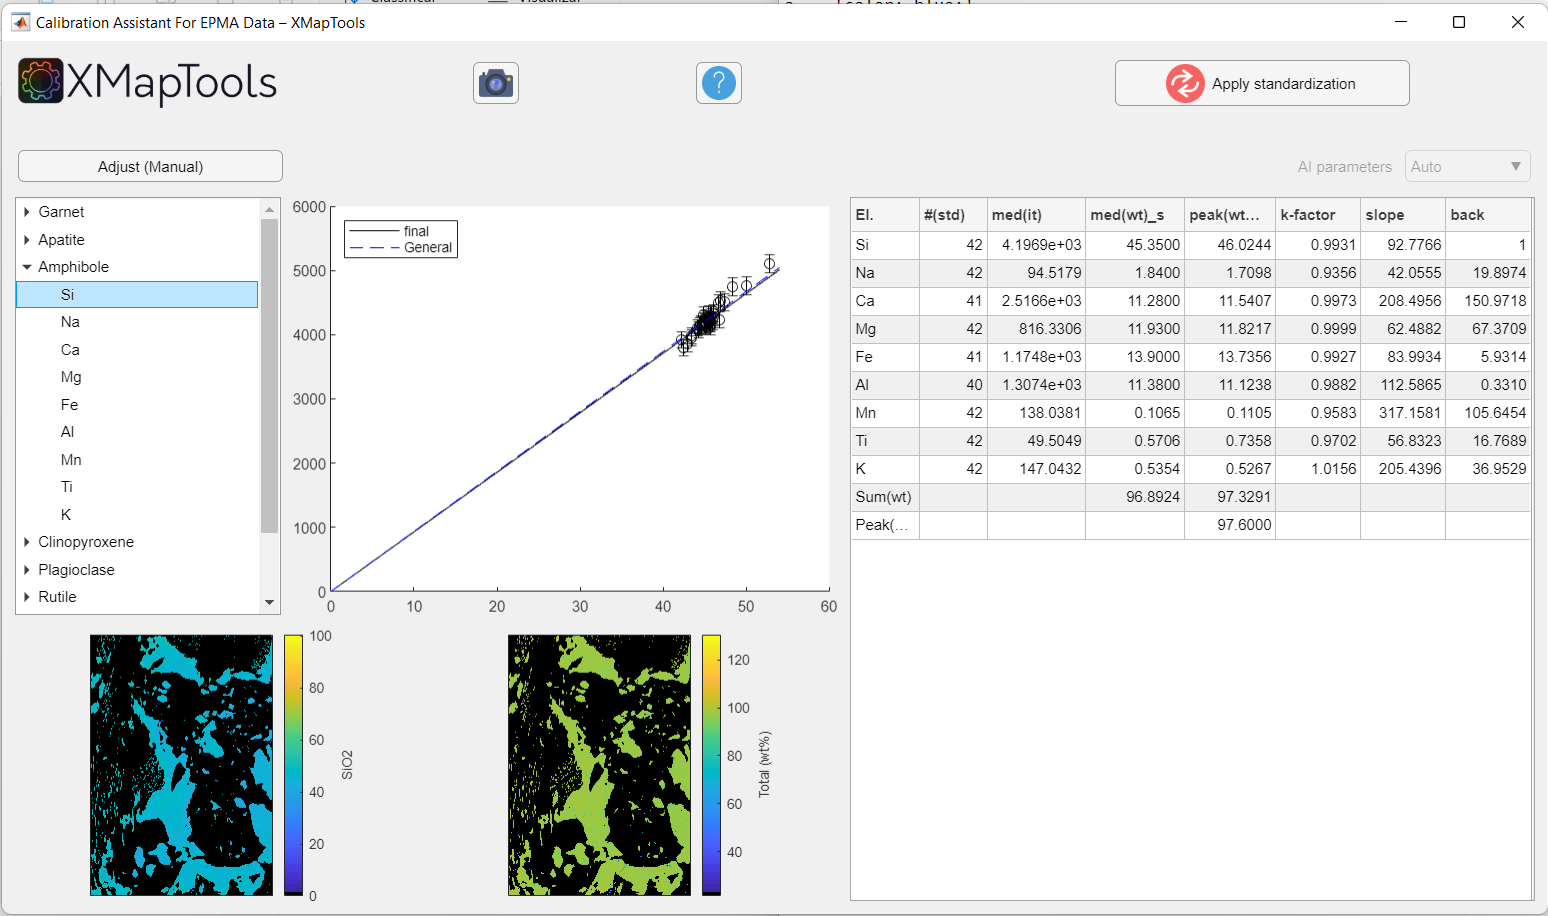 Calibration Assistant For EPMA Data – XMapTools
XMapTools
?
Apply standardization
Adjust (Manual)
AI parameters Auto
Garnet
Apatite
Amphibole
Si
Na
Ca
Mg
Fe
Al
Mn
Ti
K
Clinopyroxene
Plagioclase
Rutile
6000
5000
4000
3000
2000
1000
0
0 10 20 30 40 50 60
final
General
El. #(std) med(it) med(wt)_s peak(wt... k-factor slope back
Si 42 4.1969e+03 45.3500 46.0244 0.9931 92.7766 1
Na 42 94.5179 1.8400 1.7098 0.9356 42.0555 19.8974
Ca 41 2.5166e+03 11.2800 11.5407 0.9973 208.4956 150.9718
Mg 42 816.3306 11.9300 11.8217 0.9999 62.4882 67.3709
Fe 41 1.1748e+03 13.9000 13.7356 0.9927 83.9934 5.9314
Al 40 1.3074e+03 11.3800 11.1238 0.9882 112.5865 0.3310
Mn 42 138.0381 0.1065 0.1105 0.9583 317.1581 105.6454
Ti 42 49.5049 0.5706 0.7358 0.9702 56.8323 16.7689
K 42 147.0432 0.5354 0.5267 1.0156 205.4396 36.9529
Sum(wt) 96.8924 97.3291
Peak(... 97.6000
100
80
60
40
20
0
SiO2
120
100
80
60
40
Total (wt%)